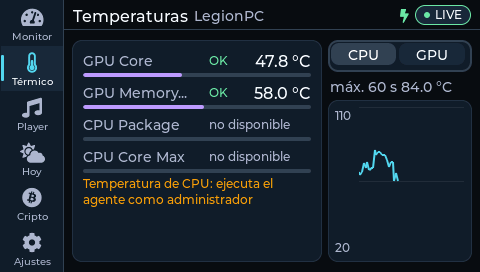 Monitor
Térmico
Player
Hoy
Cripto
Ajustes
Temperaturas LegionPC
LIVE
GPU Core OK 47.8 °C
GPU Memory... OK 58.0 °C
CPU Package no disponible
CPU Core Max no disponible
Temperatura de CPU: ejecuta el
agente como administrador
CPU GPU
máx. 60 s 84.0 °C
110
20